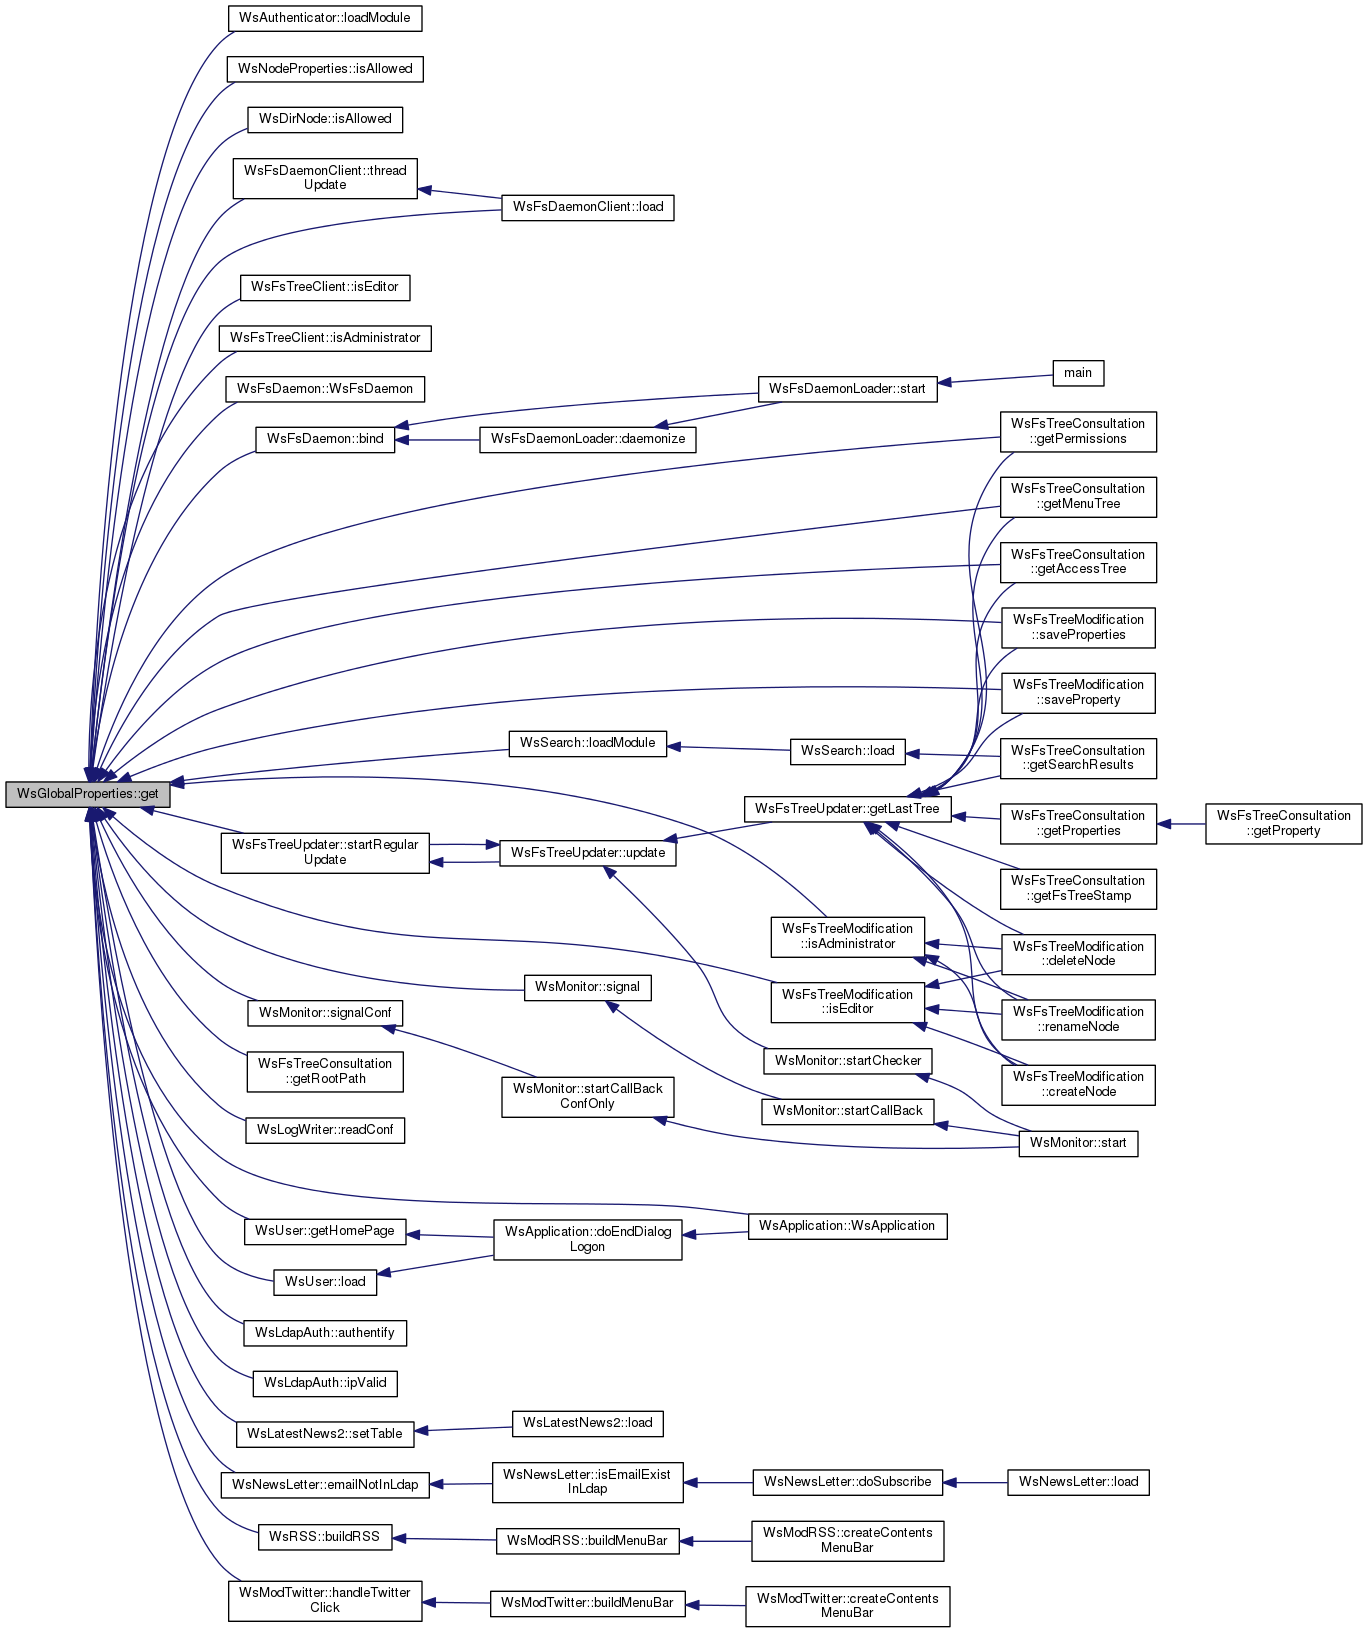 WsAuthenticator::loadModule
WsNodeProperties::isAllowed
WsDirNode::isAllowed
WsFsDaemonClient::thread
Update
WsFsDaemonClient::load
WsFsTreeClient::isEditor
WsFsTreeClient::isAdministrator
WsFsDaemon::WsFsDaemon
WsFsDaemon::bind
WsFsDaemonLoader::daemonize
WsFsDaemonLoader::start
main
WsFsTreeConsultation
::getPermissions
WsFsTreeConsultation
::getMenuTree
WsFsTreeConsultation
::getAccessTree
WsFsTreeModification
::saveProperties
WsFsTreeModification
::saveProperty
WsSearch::loadModule
WsSearch::load
WsFsTreeConsultation
::getSearchResults
WsGlobalProperties::get
WsFsTreeUpdater::getLastTree
WsFsTreeConsultation
::getProperties
WsFsTreeConsultation
::getProperty
WsFsTreeUpdater::startRegular
Update
WsFsTreeUpdater::update
WsFsTreeConsultation
::getFsTreeStamp
WsFsTreeModification
::isAdministrator
WsFsTreeModification
::deleteNode
WsFsTreeModification
::isEditor
WsMonitor::signal
WsMonitor::signalConf
WsFsTreeModification
::renameNode
WsFsTreeConsultation
::getRootPath
WsMonitor::startChecker
WsFsTreeModification
::createNode
WsMonitor::startCallBack
ConfOnly
WsMonitor::startCallBack
WsLogWriter::readConf
WsMonitor::start
WsUser::getHomePage
WsApplication::doEndDialog
Logon
WsApplication::WsApplication
WsUser::load
WsLdapAuth::authentify
WsLdapAuth::ipValid
WsLatestNews2::setTable
WsLatestNews2::load
WsNewsLetter::emailNotInLdap
WsNewsLetter::isEmailExist
InLdap
WsNewsLetter::doSubscribe
WsNewsLetter::load
WsRSS::buildRSS
WsModRSS::buildMenuBar
WsModRSS::createContents
MenuBar
WsModTwitter::handleTwitter
Click
WsModTwitter::buildMenuBar
WsModTwitter::createContents
MenuBar